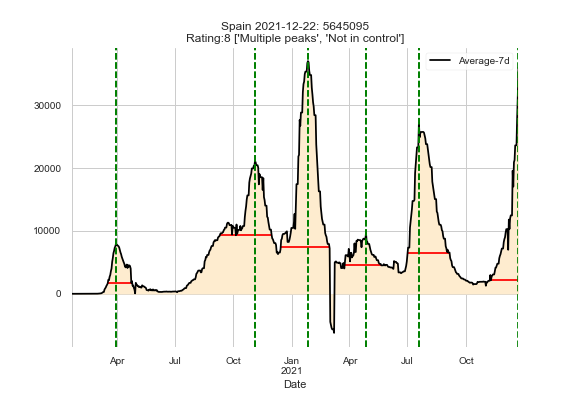 Spain 2021-12-22: 5645095
Rating:8 ['Multiple peaks', 'Not in control']
Average-7d
30000
20000
10000
0
Apr Jul Oct Jan Apr Jul Oct
2021
Date